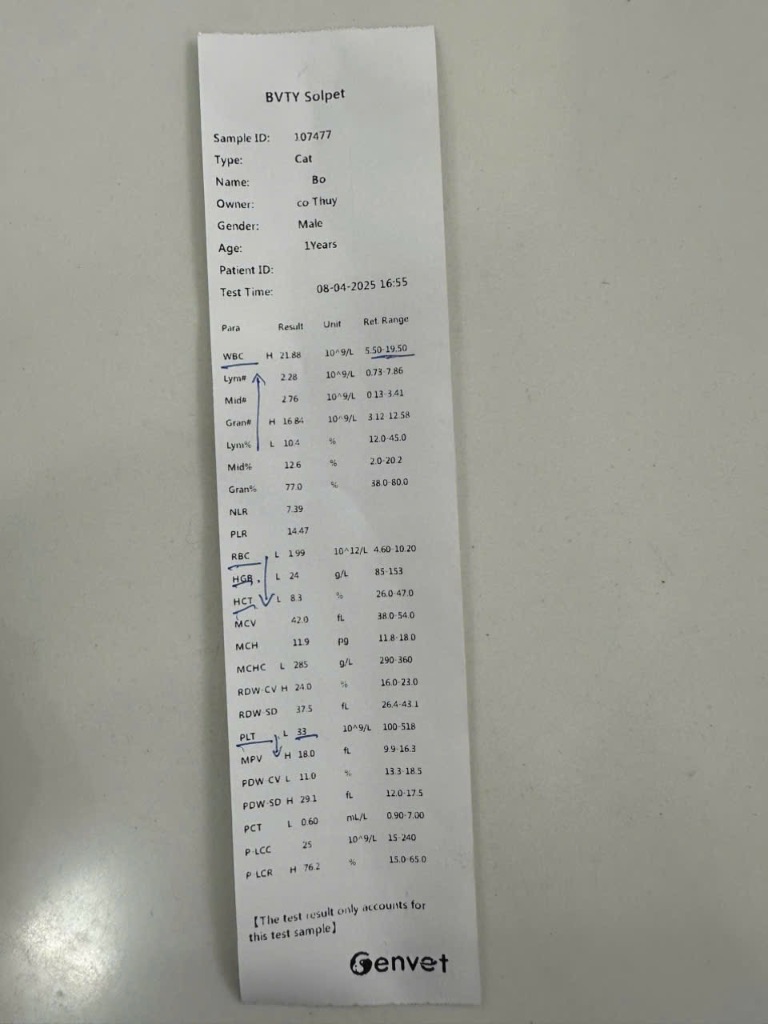 BVTY Solpet
Sample ID: 107477
Type: Cat
Name: Bo
Owner: co Thuy
Gender: Male
Age: 1Years
Patient ID:
Test Time: 08-04-2025 16:55
Para Result Unit Ref. Range
WBC H 21.88 10^9/L 5.50-19.50
Lym# 2.28 10^9/L 0.73-7.86
Mid# 2.76 10^9/L 0.13-3.41
Gran# H 16.84 10^9/L 3.12-12.58
Lym% L 10.4 % 12.0-45.0
Mid% 12.6 % 2.0-20.2
Gran% 77.0 % 38.0-80.0
NLR 7.39
PLR 14.47
RBC L 1.99 10^12/L 4.60-10.20
HGB L 24 g/L 85-153
HCT L 8.3 % 26.0-47.0
MCV 42.0 fL 38.0-54.0
MCH 11.9 pg 11.8-18.0
MCHC L 285 g/L 290-360
RDW-CV H 24.0 % 16.0-23.0
RDW-SD 37.5 fL 26.4-43.1
PLT L 33 10^9/L 100-518
MPV H 18.0 fL 9.9-16.3
PDW-CV L 11.0 % 13.3-18.5
PDW-SD H 29.1 fL 12.0-17.5
PCT L 0.60 mL/L 0.90-7.00
P-LCC 25 10^9/L 15-240
P-LCR H 76.2 % 15.0-65.0
【The test result only accounts for
this test sample】
Genvet